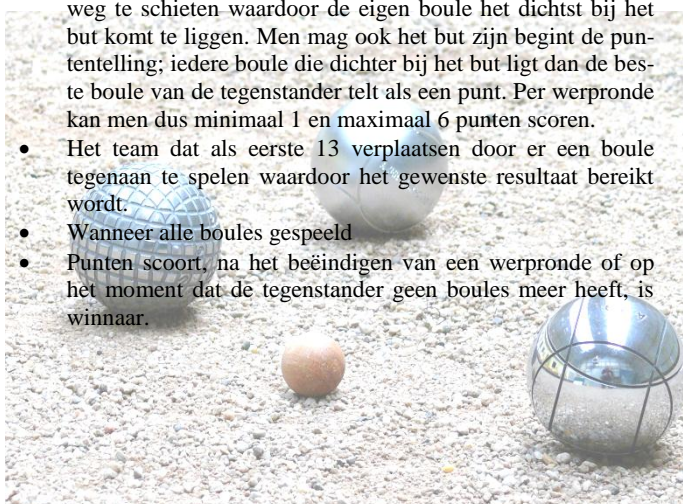 weg te schieten waardoor de eigen boule het dichtst bij het
but komt te liggen. Men mag ook het but zijn begint de pun-
tentelling; iedere boule die dichter bij het but ligt dan de bes-
te boule van de tegenstander telt als een punt. Per werpronde
kan men dus minimaal 1 en maximaal 6 punten scoren.
• Het team dat als eerste 13 verplaatsen door er een boule
tegenaan te spelen waardoor het gewenste resultaat bereikt
wordt.
• Wanneer alle boules gespeeld
• Punten scoort, na het beëindigen van een werpronde of op
het moment dat de tegenstander geen boules meer heeft, is
winnaar.